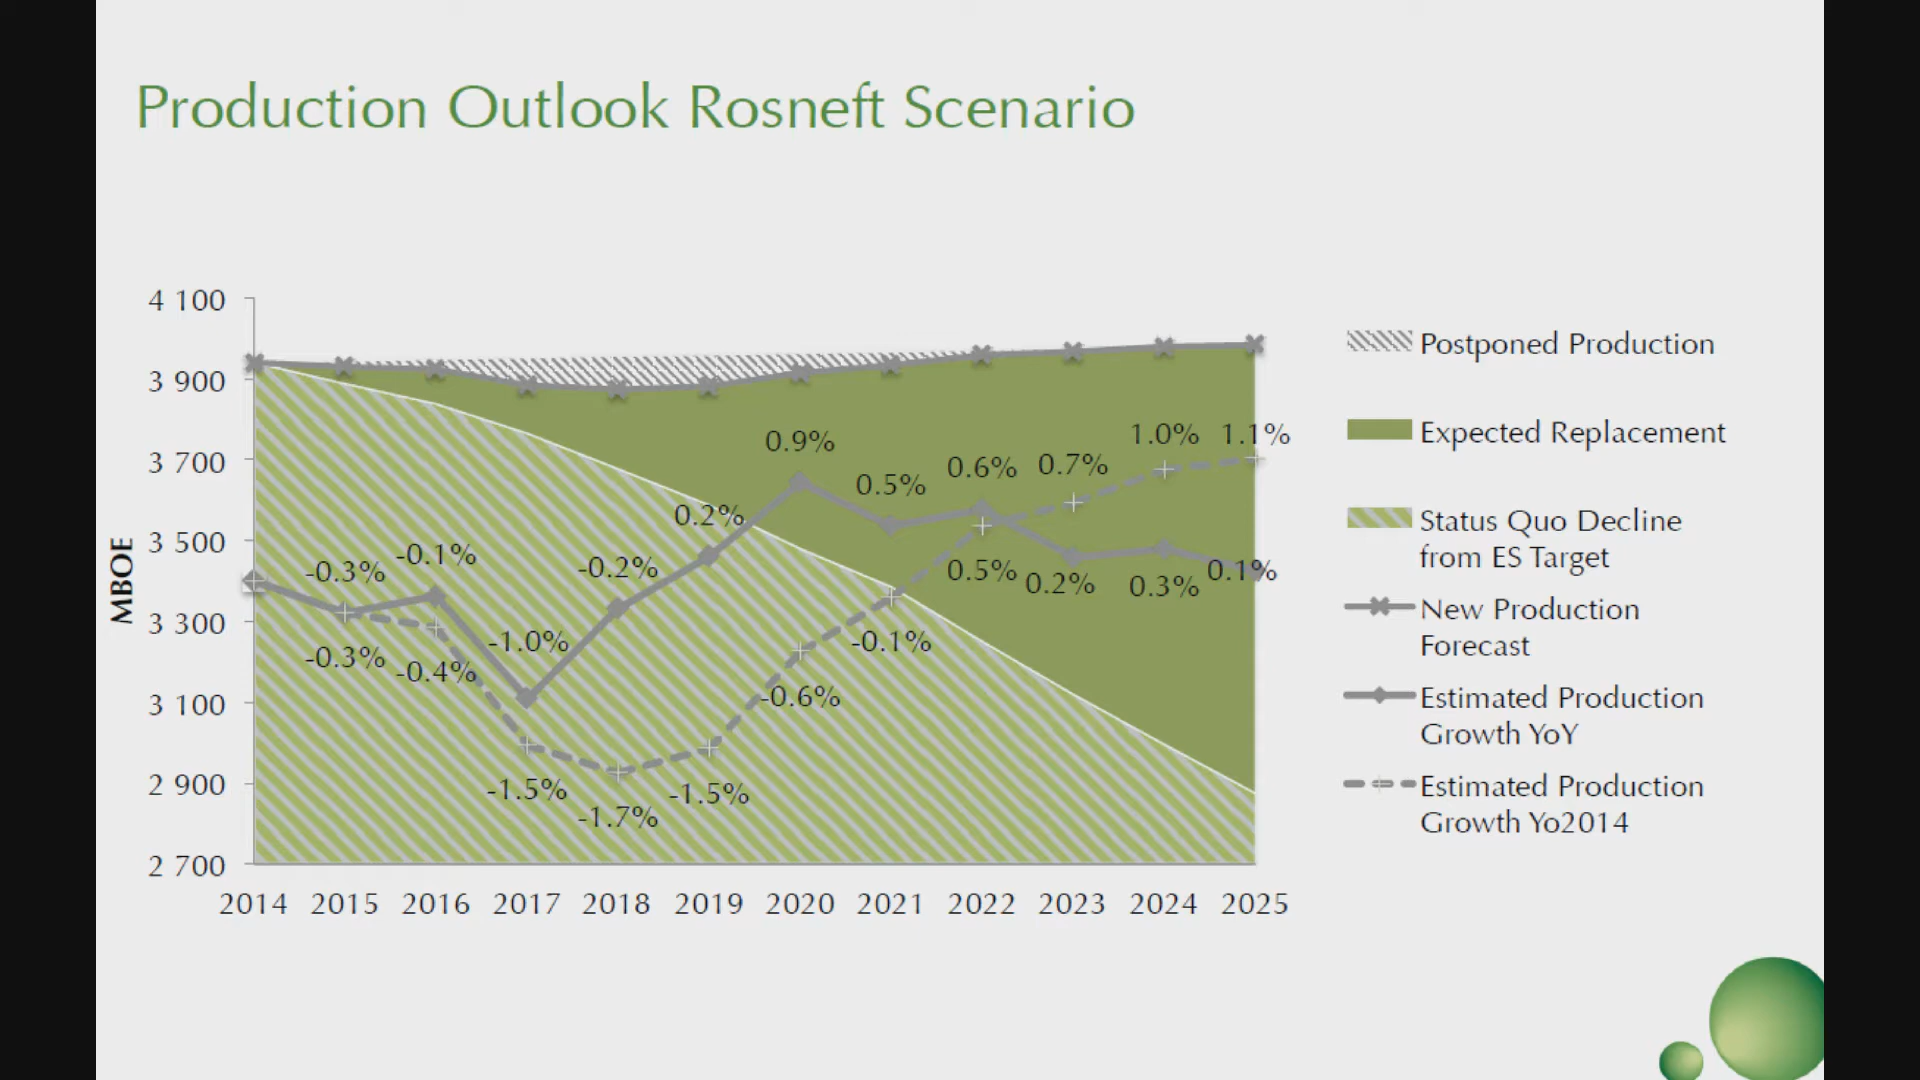 Production Outlook Rosneft Scenario
4 100
3 900
3 700
3 500
3 300
3 100
2 900
2 700
MBOE
2014 2015 2016 2017 2018 2019 2020 2021 2022 2023 2024 2025
-0.3%
-0.1%
-1.0%
-0.2%
0.2%
0.9%
0.5%
0.6%
0.2%
0.3%
0.1%
-0.3%
-0.4%
-1.5%
-1.7%
-1.5%
-0.6%
-0.1%
0.5%
0.7%
1.0%
1.1%
Postponed Production
Expected Replacement
Status Quo Decline
from ES Target
New Production
Forecast
Estimated Production
Growth YoY
Estimated Production
Growth Yo2014